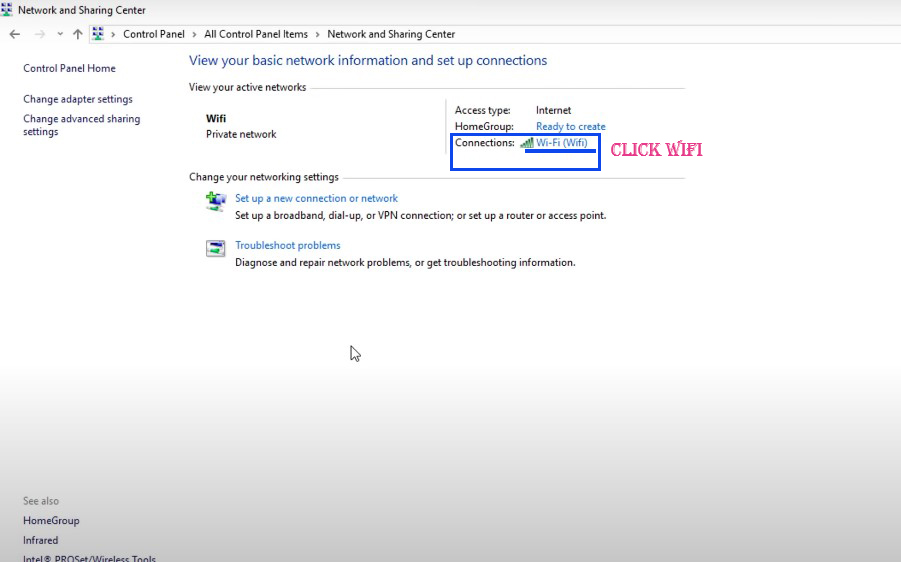 Network and Sharing Center
Control Panel > All Control Panel Items > Network and Sharing Center
Control Panel Home
Change adapter settings
Change advanced sharing
settings
View your basic network information and set up connections
View your active networks
Wifi
Private network
Access type: Internet
HomeGroup: Ready to create
Connections: Wi-Fi (Wifi)
CLICK WIFI
Change your networking settings
Set up a new connection or network
Set up a broadband, dial-up, or VPN connection; or set up a router or access point.
Troubleshoot problems
Diagnose and repair network problems, or get troubleshooting information.
See also
HomeGroup
Infrared
Intel® PROSet/Wireless Tools